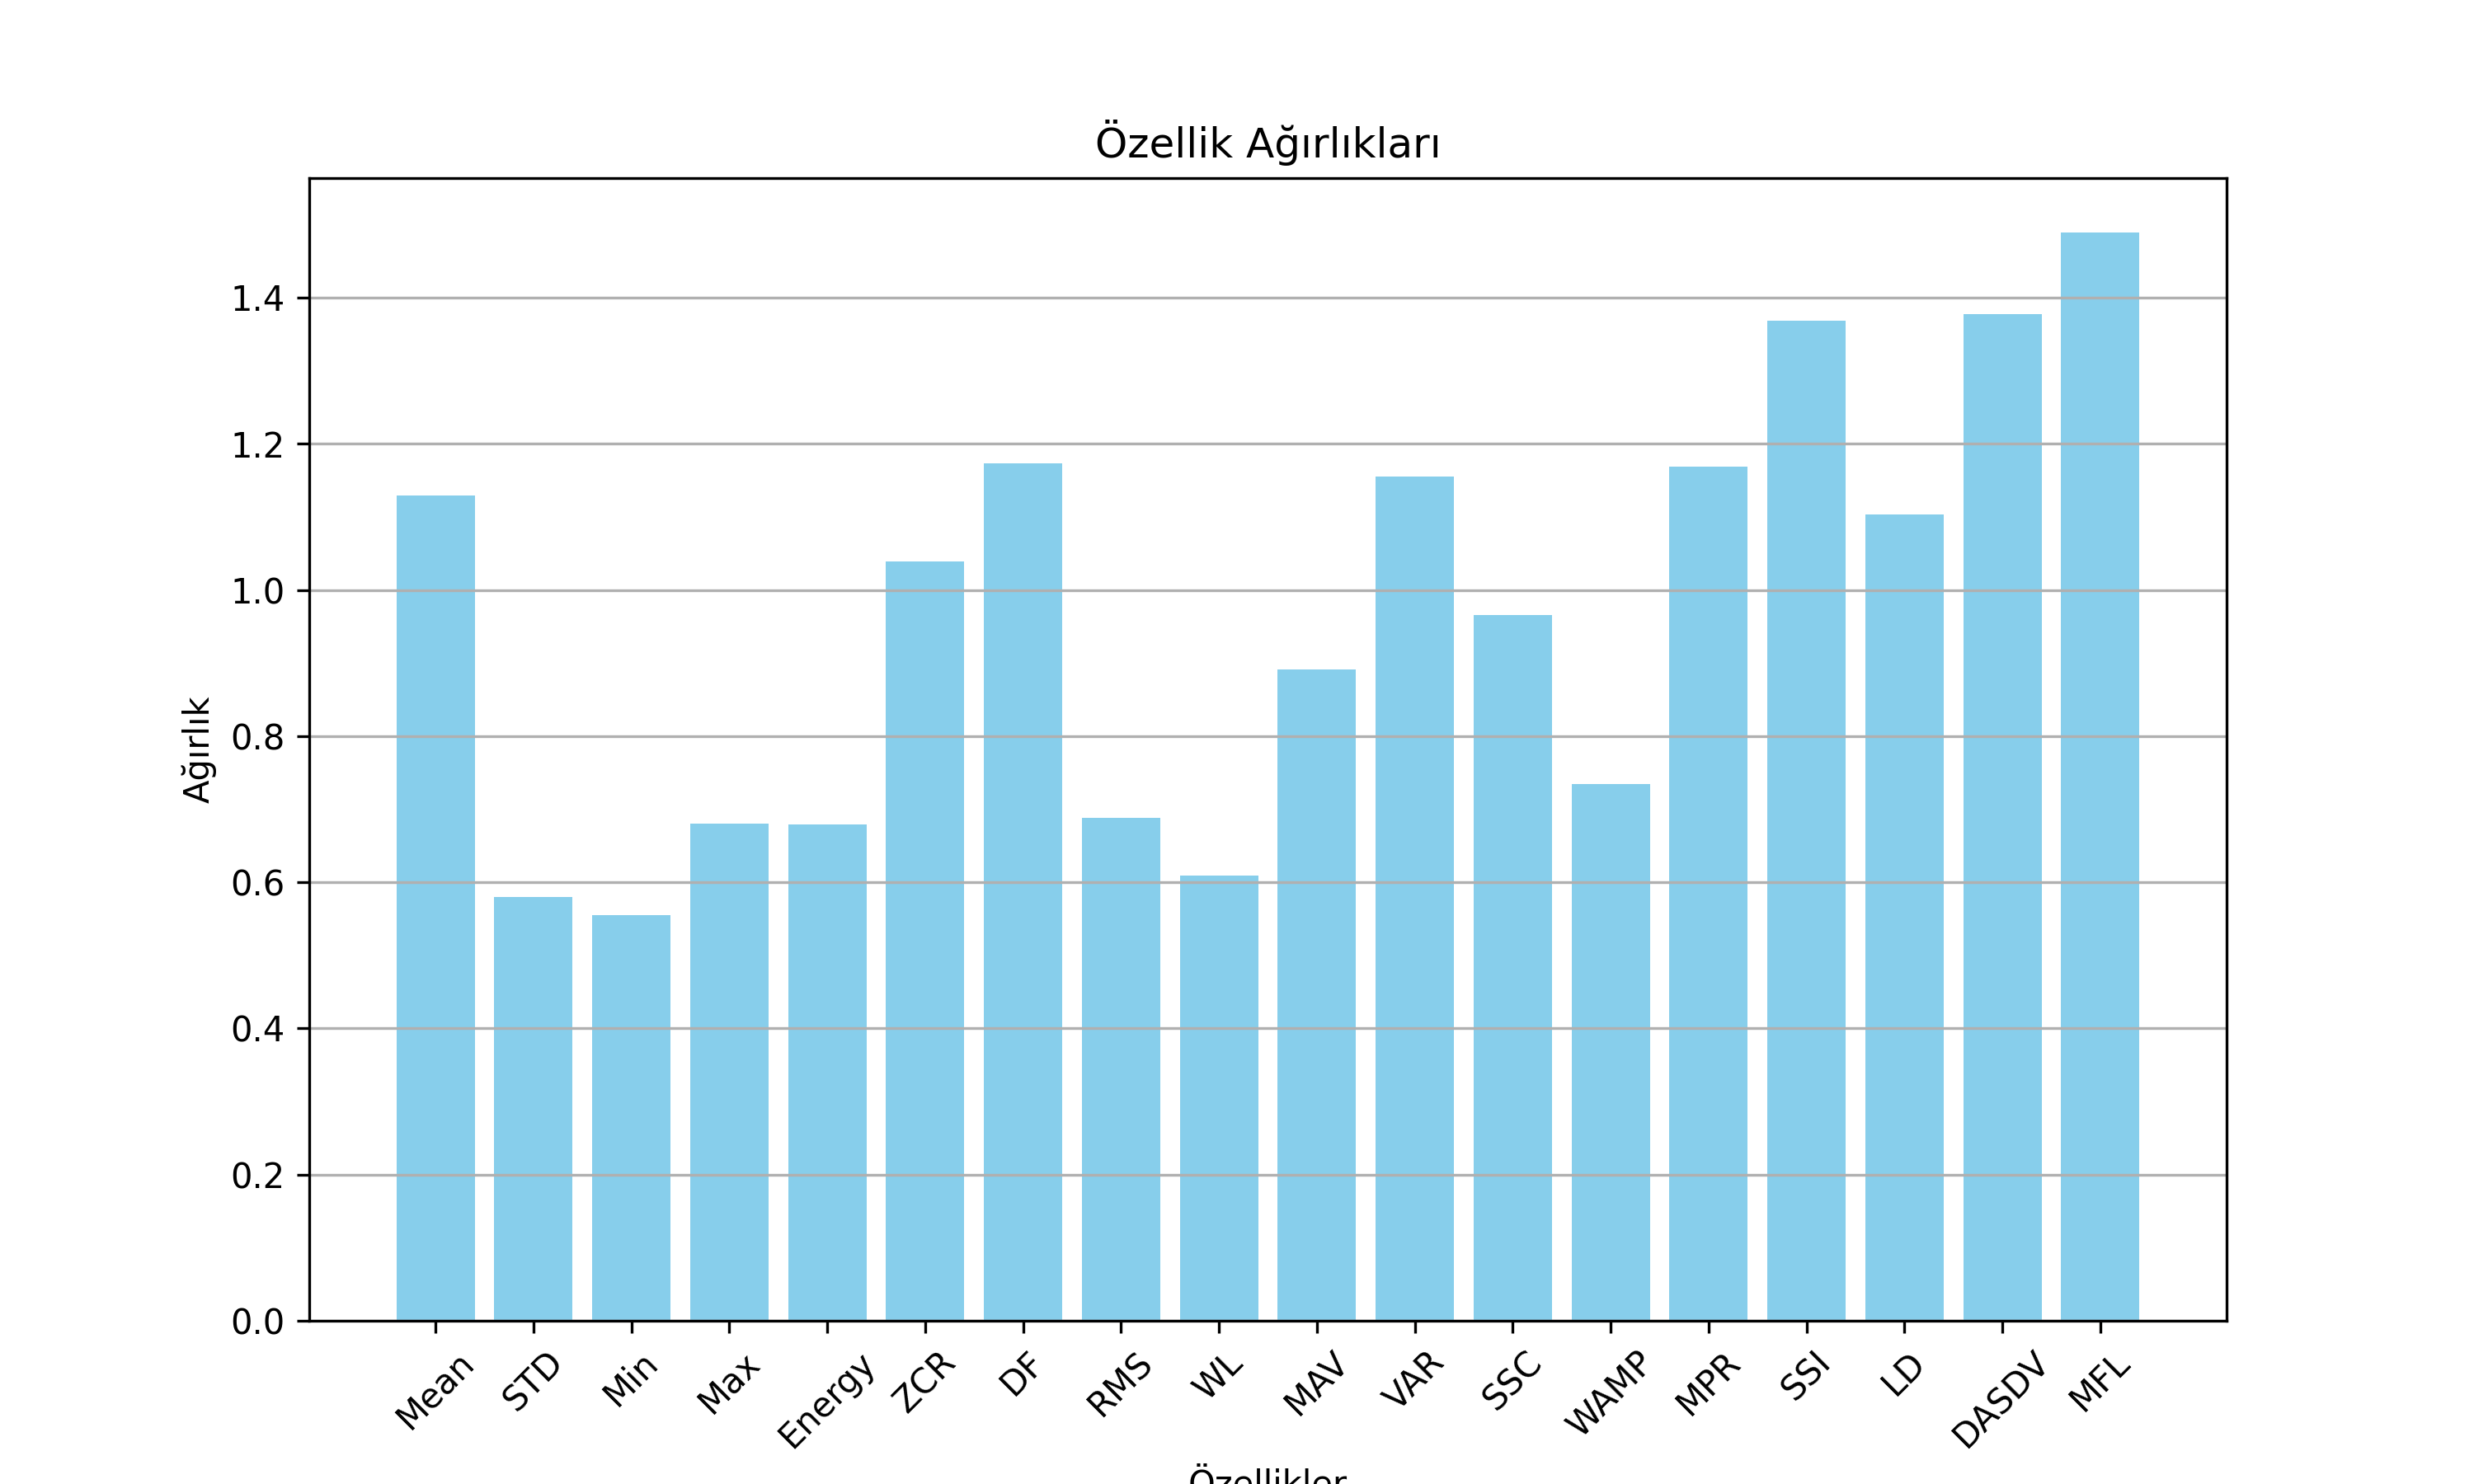 Özellik Ağırlıkları
Ağırlık
1.4
1.2
1.0
0.8
0.6
0.4
0.2
0.0
Mean STD Min Max Energy ZCR DF RMS WL MAV VAR SSC WAMP MPR SSI LD DASDV MFL
Özellikler